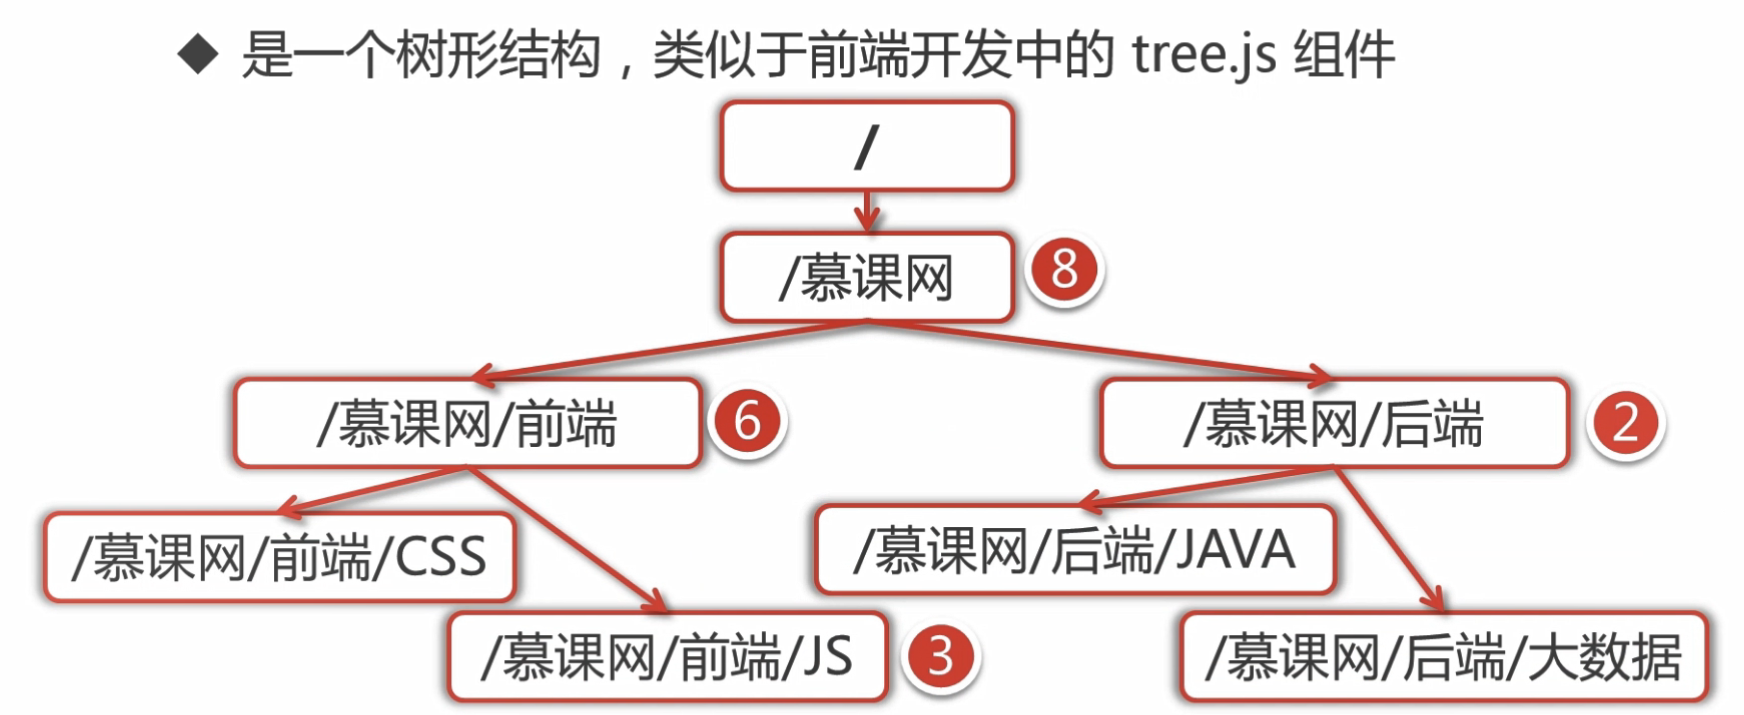 ◆ 是一个树形结构，类似于前端开发中的 tree.js 组件
/
/慕课网
8
/慕课网/前端
6
/慕课网/后端
2
/慕课网/前端/CSS
/慕课网/后端/JAVA
/慕课网/前端/JS
3
/慕课网/后端/大数据